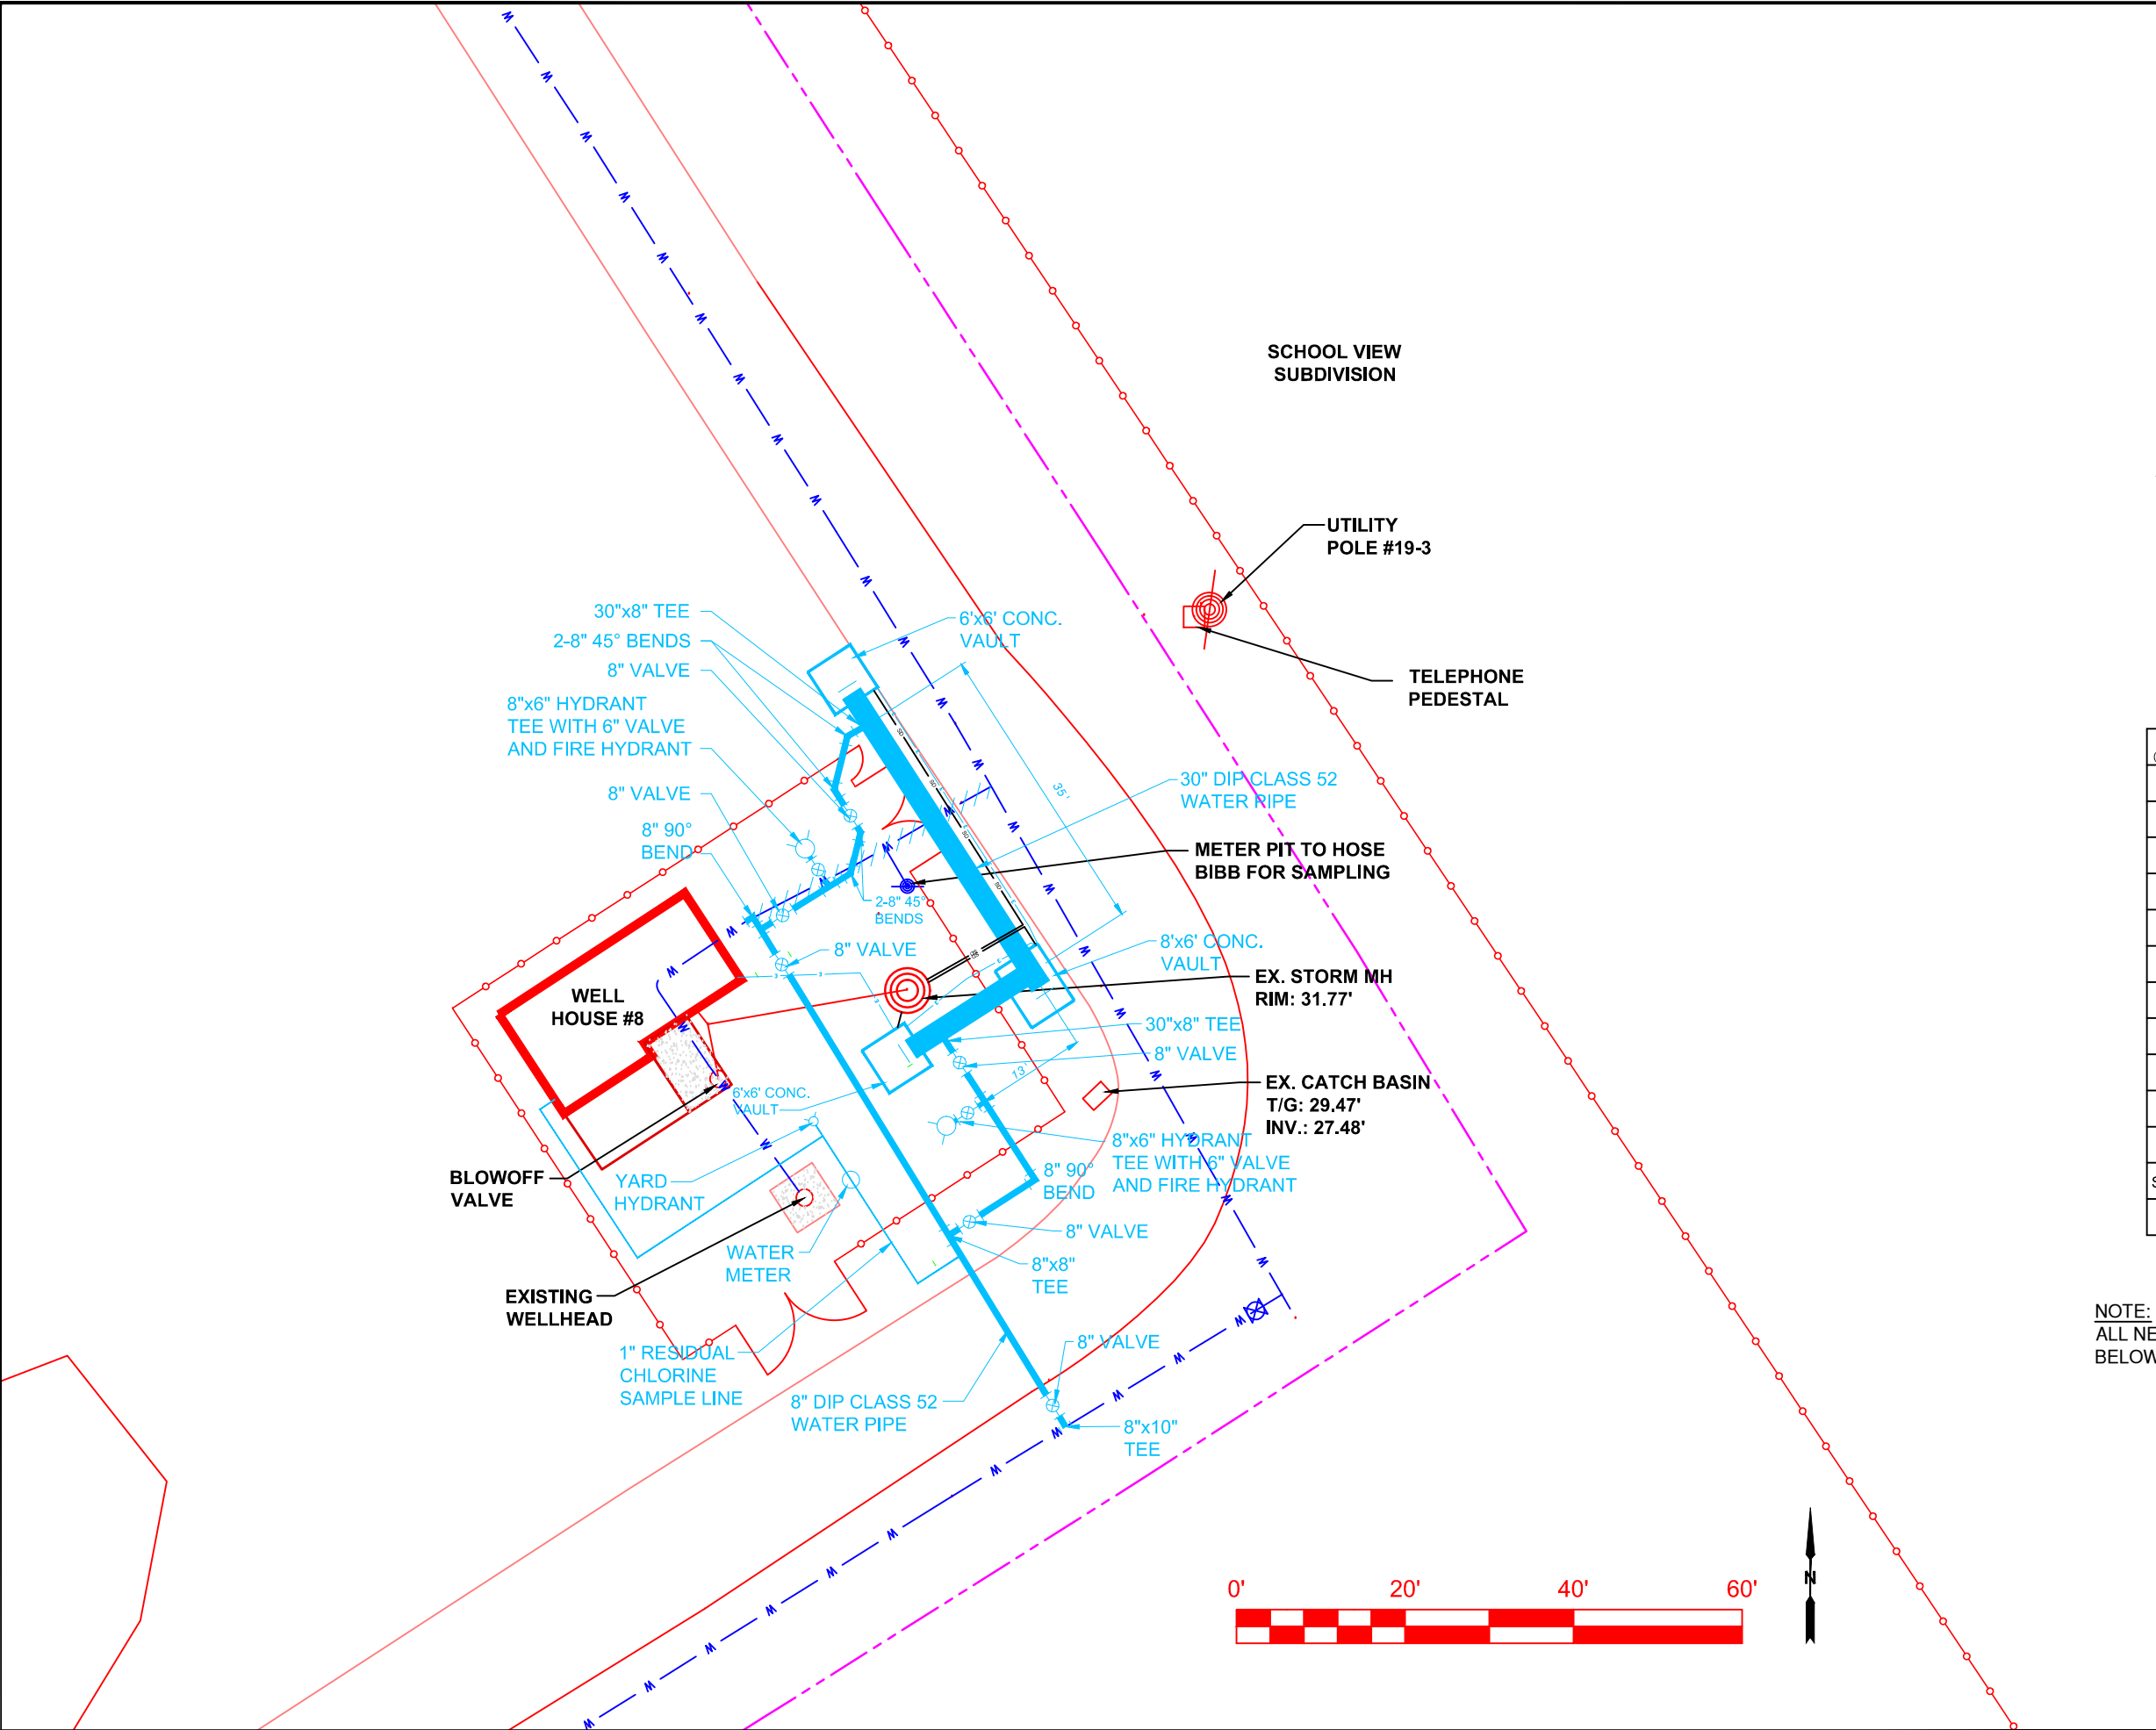 SCHOOL VIEW
SUBDIVISION
UTILITY
POLE #19-3
TELEPHONE
PEDESTAL
30"x8" TEE
2-8" 45° BENDS
8" VALVE
8"x6" HYDRANT
TEE WITH 6" VALVE
AND FIRE HYDRANT
8" VALVE
8" 90°
BEND
6'x6' CONC.
VAULT
35'
30" DIP CLASS 52
WATER PIPE
METER PIT TO HOSE
BIBB FOR SAMPLING
2-8" 45°
BENDS
8" VALVE
8'x6' CONC.
VAULT
EX. STORM MH
RIM: 31.77'
WELL
HOUSE #8
30"x8" TEE
8" VALVE
13'
EX. CATCH BASIN
T/G: 29.47'
INV.: 27.48'
6'x6' CONC.
VAULT
8"x6" HYDRANT
TEE WITH 6" VALVE
AND FIRE HYDRANT
8" 90°
BEND
BLOWOFF
VALVE
YARD
HYDRANT
8" VALVE
WATER
METER
8"x8"
TEE
EXISTING
WELLHEAD
8" VALVE
1" RESIDUAL
CHLORINE
SAMPLE LINE
8" DIP CLASS 52
WATER PIPE
8"x10"
TEE
NOTE:
ALL NE
BELOW
0' 20' 40' 60'
N